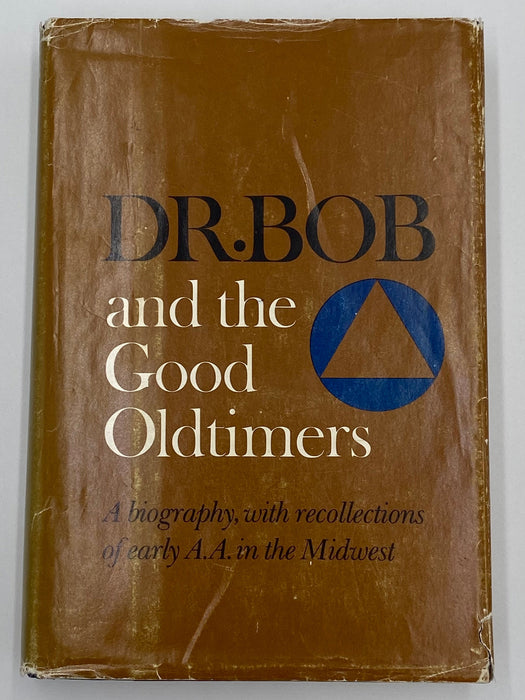 DR. BOB
and the
Good
Oldtimers
A biography, with recollections
of early A.A. in the Midwest